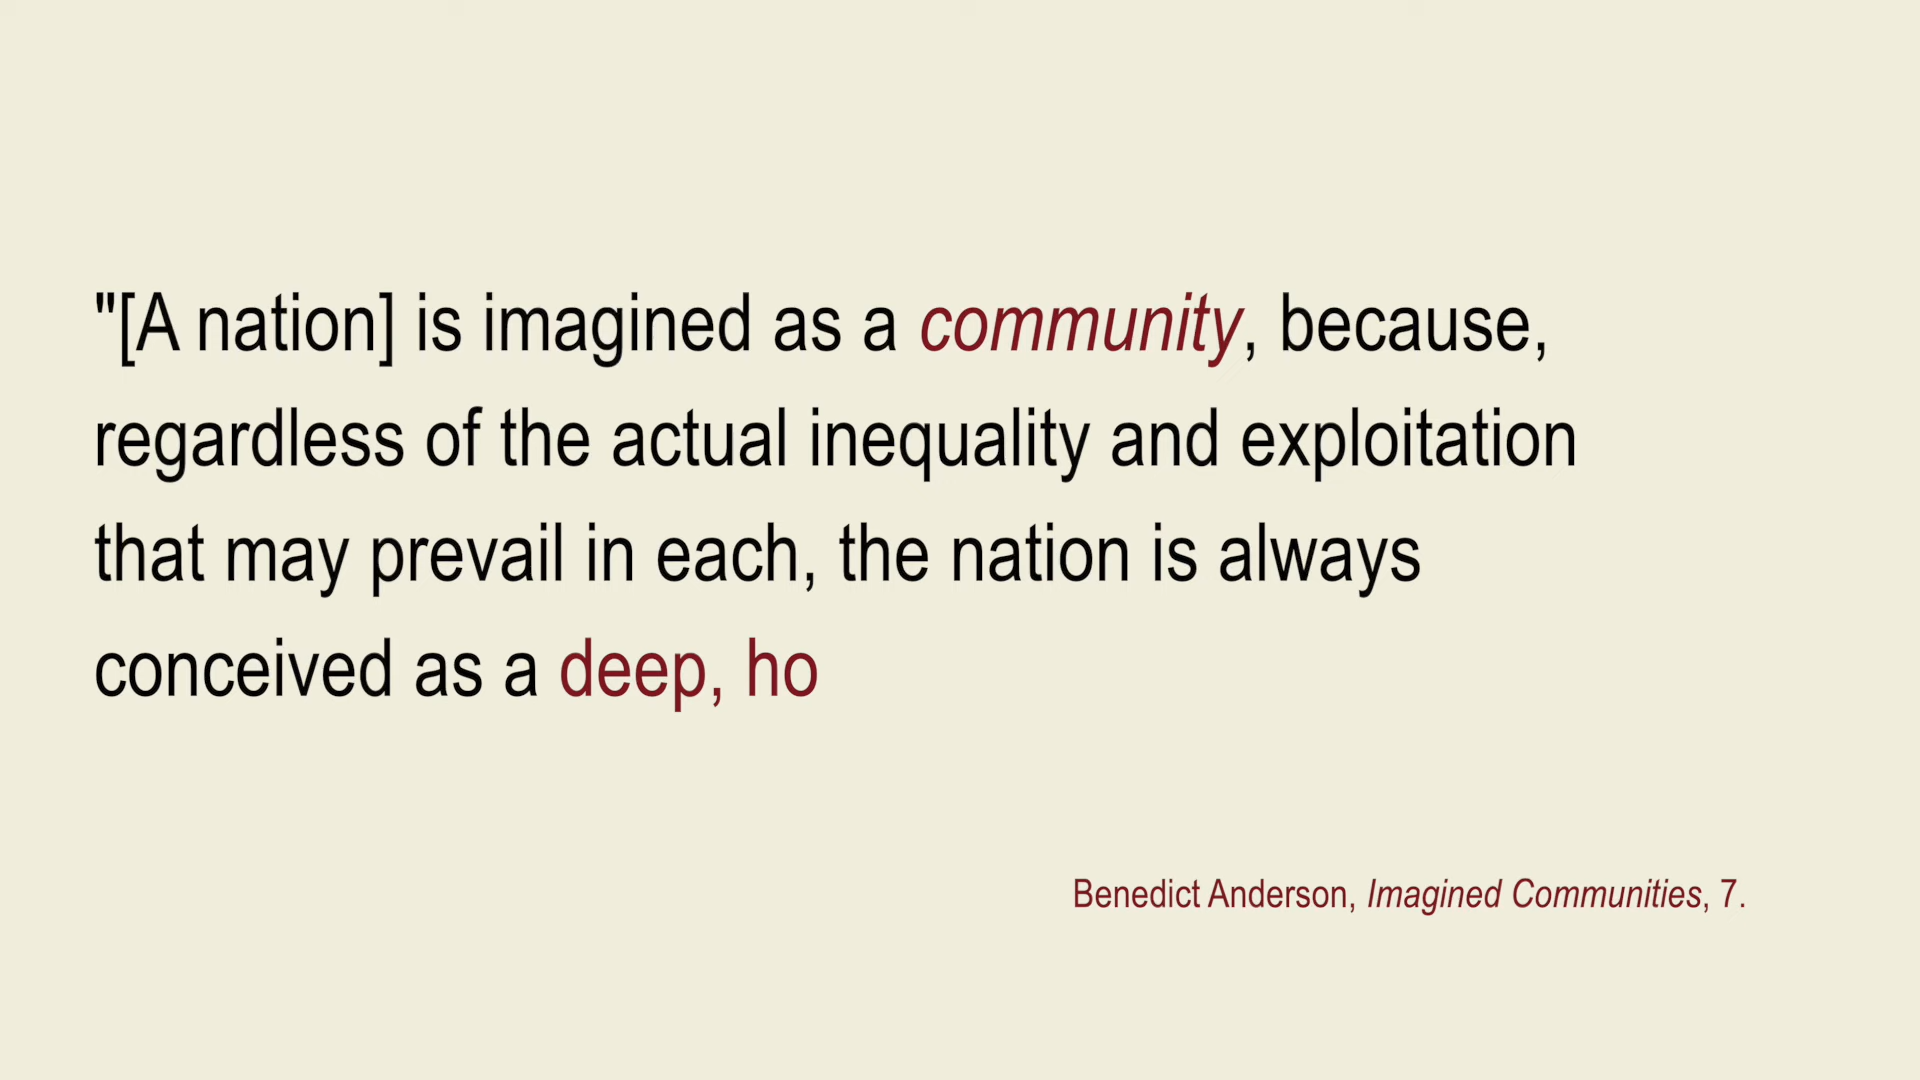 "[A nation] is imagined as a community, because,
regardless of the actual inequality and exploitation
that may prevail in each, the nation is always
conceived as a deep, ho
Benedict Anderson, Imagined Communities, 7.